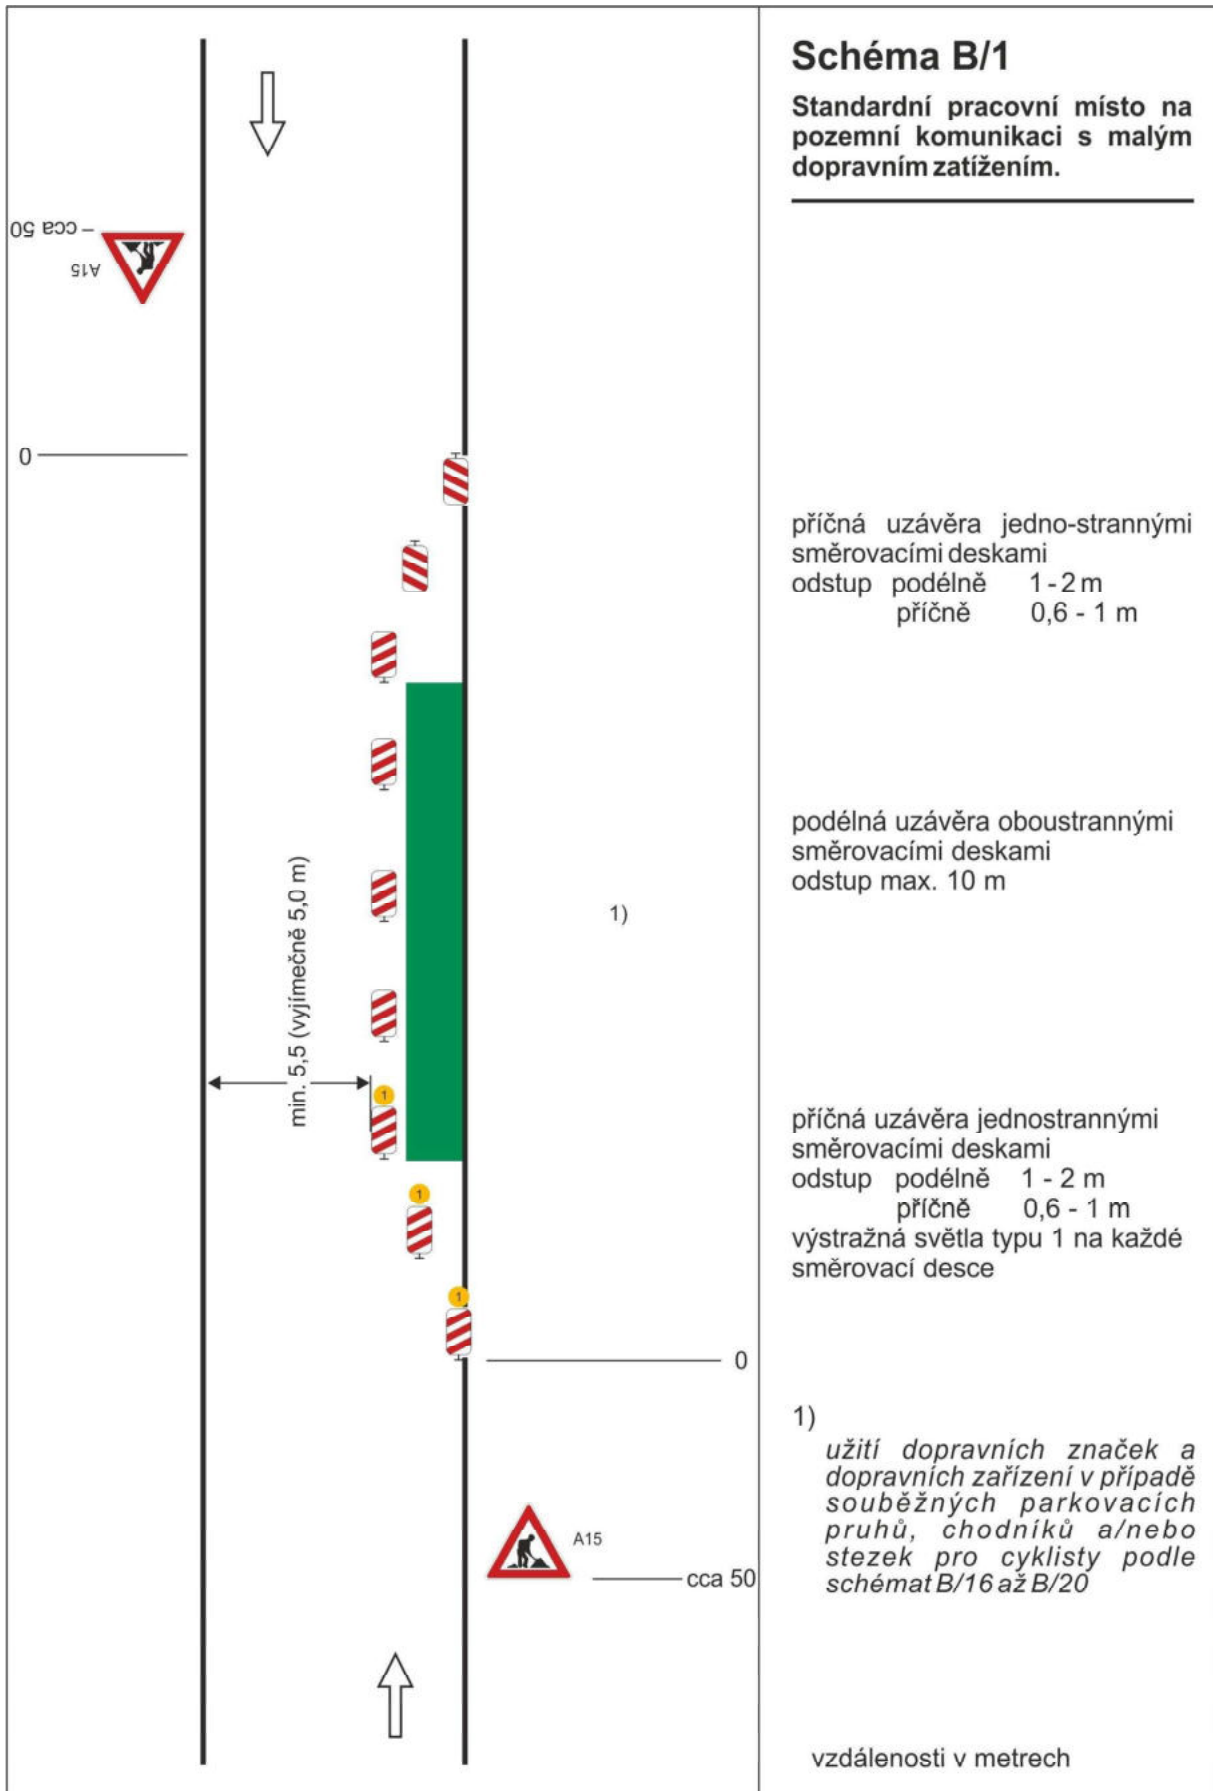 Schéma B/1
Standardní pracovní místo na
pozemní komunikaci s malým
dopravním zatížením.
– cca 50
A15
0
příčná uzávěra jedno-strannými
směrovacími deskami
odstup podélně 1 - 2 m
příčně 0,6 - 1 m
podélná uzávěra oboustrannými
směrovacími deskami
odstup max. 10 m
1)
min. 5,5 (vyjímečně 5,0 m)
1
příčná uzávěra jednostrannými
směrovacími deskami
odstup podélně 1 - 2 m
příčně 0,6 - 1 m
výstražná světla typu 1 na každé
směrovací desce
1
1
0
1)
užití dopravních značek a
dopravních zařízení v případě
souběžných parkovacích
pruhů, chodníků a/nebo
stezek pro cyklisty podle
schémat B/16 až B/20
A15
cca 50
vzdálenosti v metrech